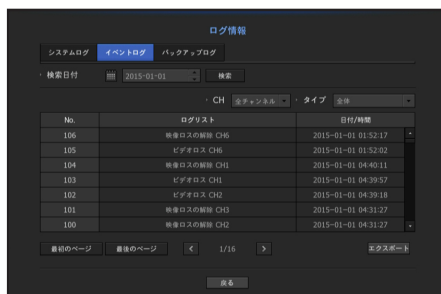 ログ情報
システムログ イベントログ バックアップログ
検索日付 2015-01-01 検索
CH 全チャンネル タイプ 全体
No. ログリスト 日付/時間
106 映像ロスの解除 CH6 2015-01-01 01:52:17
105 ビデオロス CH6 2015-01-01 01:52:02
104 映像ロスの解除 CH1 2015-01-01 04:40:11
103 ビデオロス CH1 2015-01-01 04:39:57
102 ビデオロス CH2 2015-01-01 04:39:18
101 映像ロスの解除 CH3 2015-01-01 04:31:27
100 映像ロスの解除 CH2 2015-01-01 04:31:27
最初のページ 最後のページ < 1/16 > エクスポート
戻る